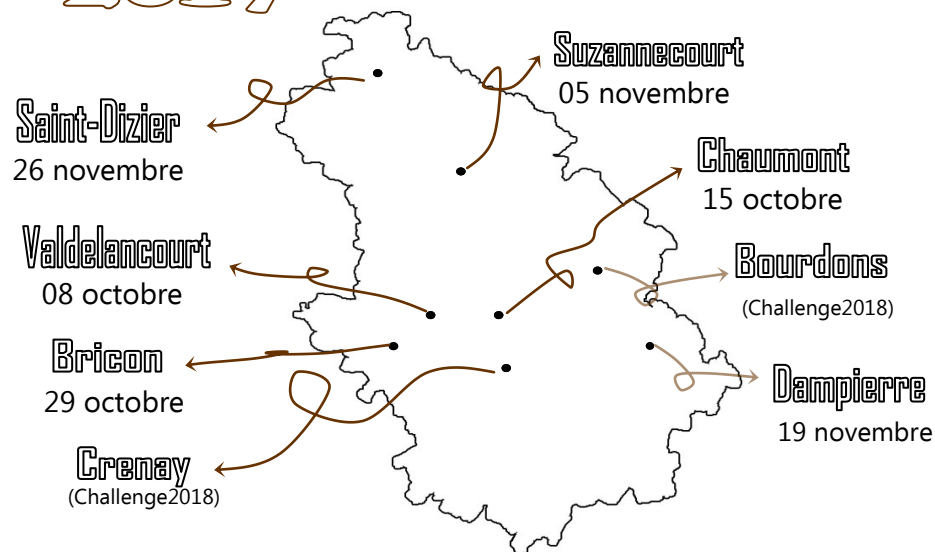 2017
Suzannecourt
05 novembre
Saint-Dizier
26 novembre
Chaumont
15 octobre
Valdelancourt
08 octobre
Bourdons
(Challenge2018)
Bricon
29 octobre
Dampierre
19 novembre
Crenay
(Challenge2018)